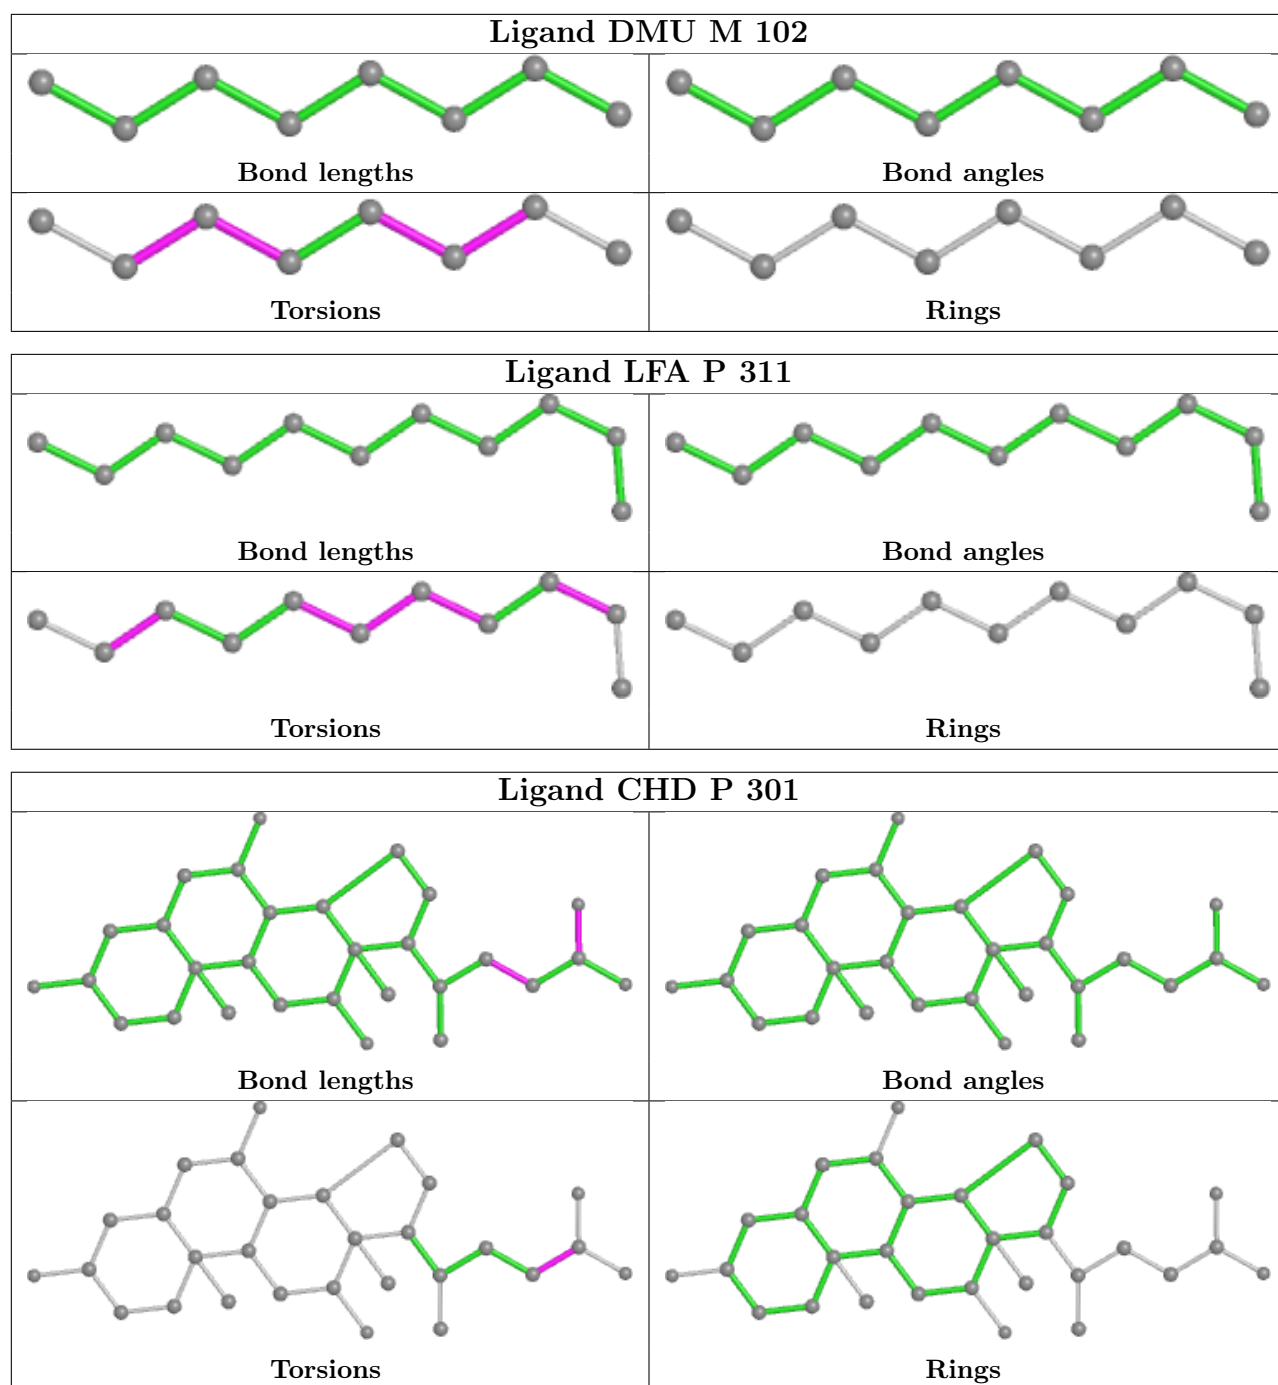 Ligand DMU M 102
Bond lengths
Bond angles
Torsions
Rings
Ligand LFA P 311
Bond lengths
Bond angles
Torsions
Rings
Ligand CHD P 301
Bond lengths
Bond angles
Torsions
Rings